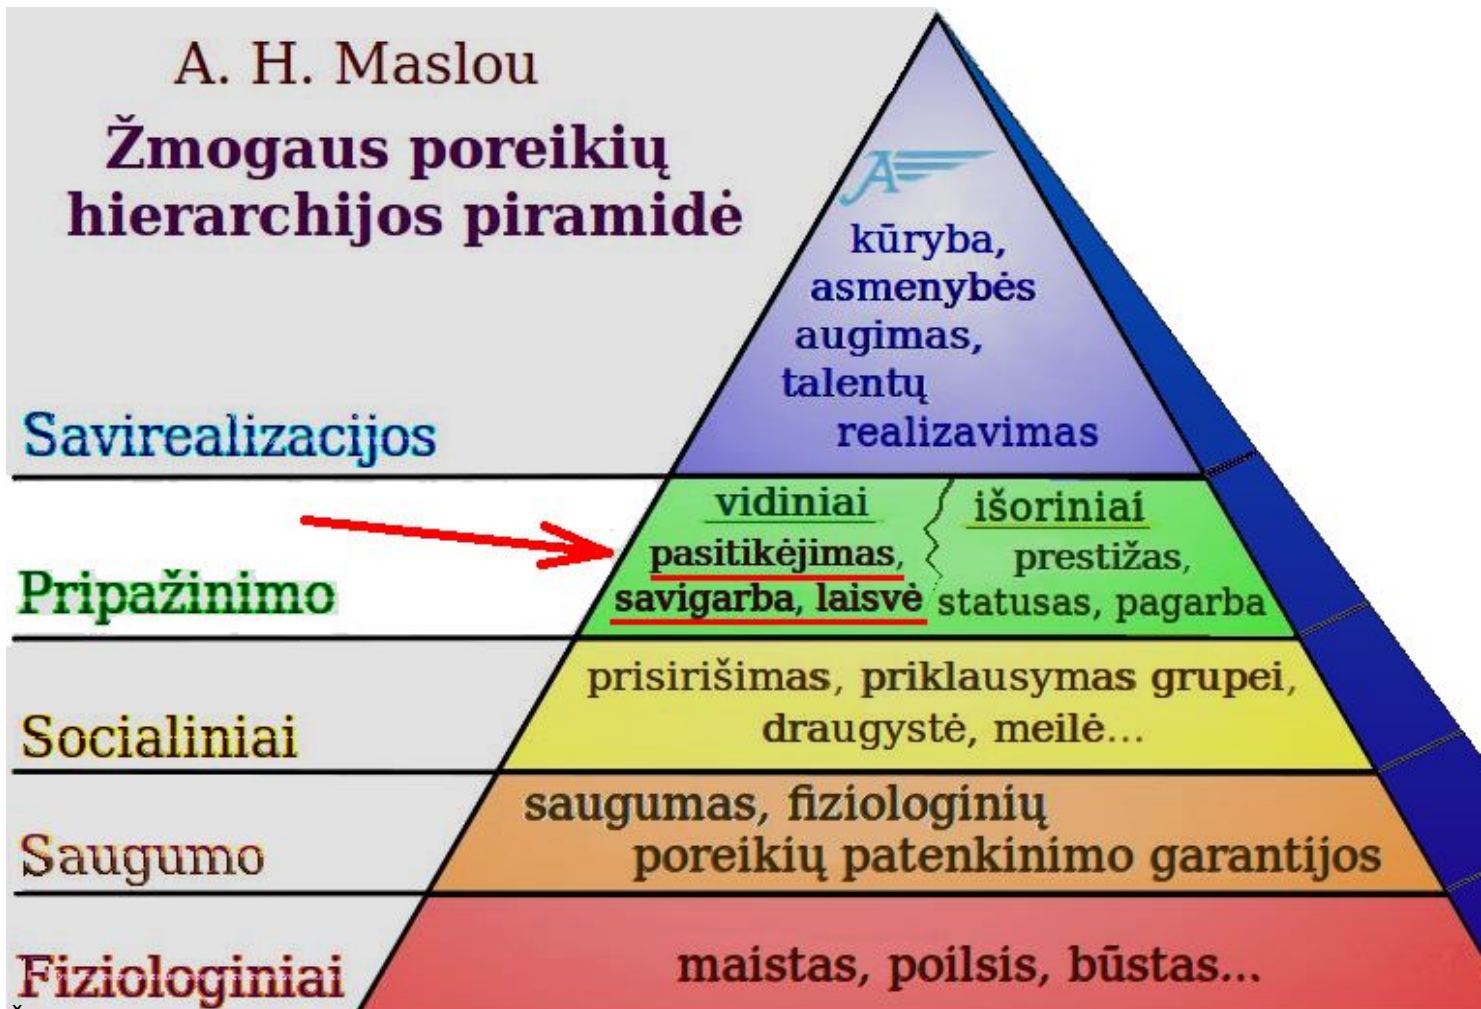 A. H. Maslou
Žmogaus poreikių
hierarchijos piramidė
A
kūryba,
asmenybės
augimas,
talentų
realizavimas
Savirealizacijos
vidiniai
pasitikėjimas,
savigarba, laisvė
išoriniai
prestižas,
statusas, pagarba
Pripažinimo
prisirišimas, priklausymas grupei,
draugystė, meilė...
Socialiniai
saugumas, fiziologinių
poreikių patenkinimo garantijos
Saugumo
maistas, poilsis, būstas...
Fiziologiniai